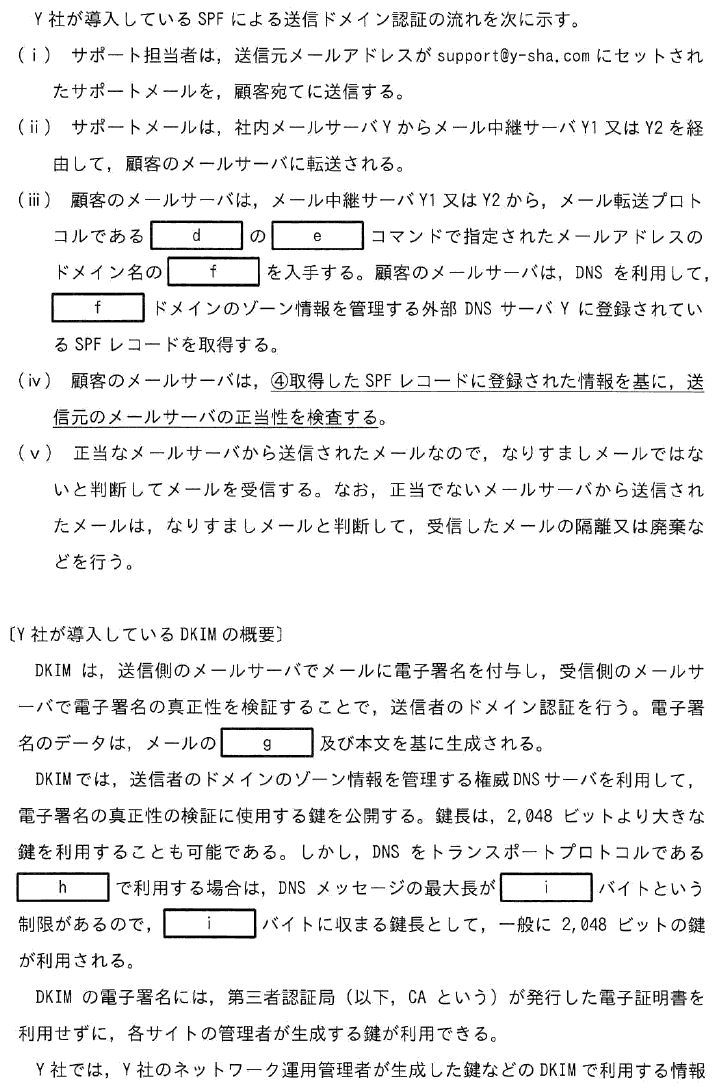 Y社が導入しているSPFによる送信ドメイン認証の流れを次に示す。
(ⅰ) サポート担当者は，送信元メールアドレスが support@y-sha.com にセットされ
たサポートメールを，顧客宛てに送信する。
(ⅱ) サポートメールは，社内メールサーバYからメール中継サーバY1又はY2を経
由して，顧客のメールサーバに転送される。
(ⅲ) 顧客のメールサーバは，メール中継サーバY1又はY2から，メール転送プロト
コルである d の e コマンドで指定されたメールアドレスの
ドメイン名の f を入手する。顧客のメールサーバは，DNS を利用して，
f ドメインのゾーン情報を管理する外部 DNS サーバ Y に登録されてい
る SPF レコードを取得する。
(ⅳ) 顧客のメールサーバは，④取得した SPF レコードに登録された情報を基に，送
信元のメールサーバの正当性を検査する。
(ⅴ) 正当なメールサーバから送信されたメールなので，なりすましメールではな
いと判断してメールを受信する。なお，正当でないメールサーバから送信され
たメールは，なりすましメールと判断して，受信したメールの隔離又は廃棄な
どを行う。
〔Y社が導入しているDKIMの概要〕
DKIM は，送信側のメールサーバでメールに電子署名を付与し，受信側のメールサ
ーバで電子署名の真正性を検証することで，送信者のドメイン認証を行う。電子署
名のデータは，メールの g 及び本文を基に生成される。
DKIMでは，送信者のドメインのゾーン情報を管理する権威DNSサーバを利用して，
電子署名の真正性の検証に使用する鍵を公開する。鍵長は，2,048 ビットより大きな
鍵を利用することも可能である。しかし，DNS をトランスポートプロトコルである
h で利用する場合は，DNS メッセージの最大長が i バイトという
制限があるので， i バイトに収まる鍵長として，一般に 2,048 ビットの鍵
が利用される。
DKIM の電子署名には，第三者認証局（以下，CA という）が発行した電子証明書を
利用せずに，各サイトの管理者が生成する鍵が利用できる。
Y社では，Y社のネットワーク運用管理者が生成した鍵などのDKIMで利用する情報